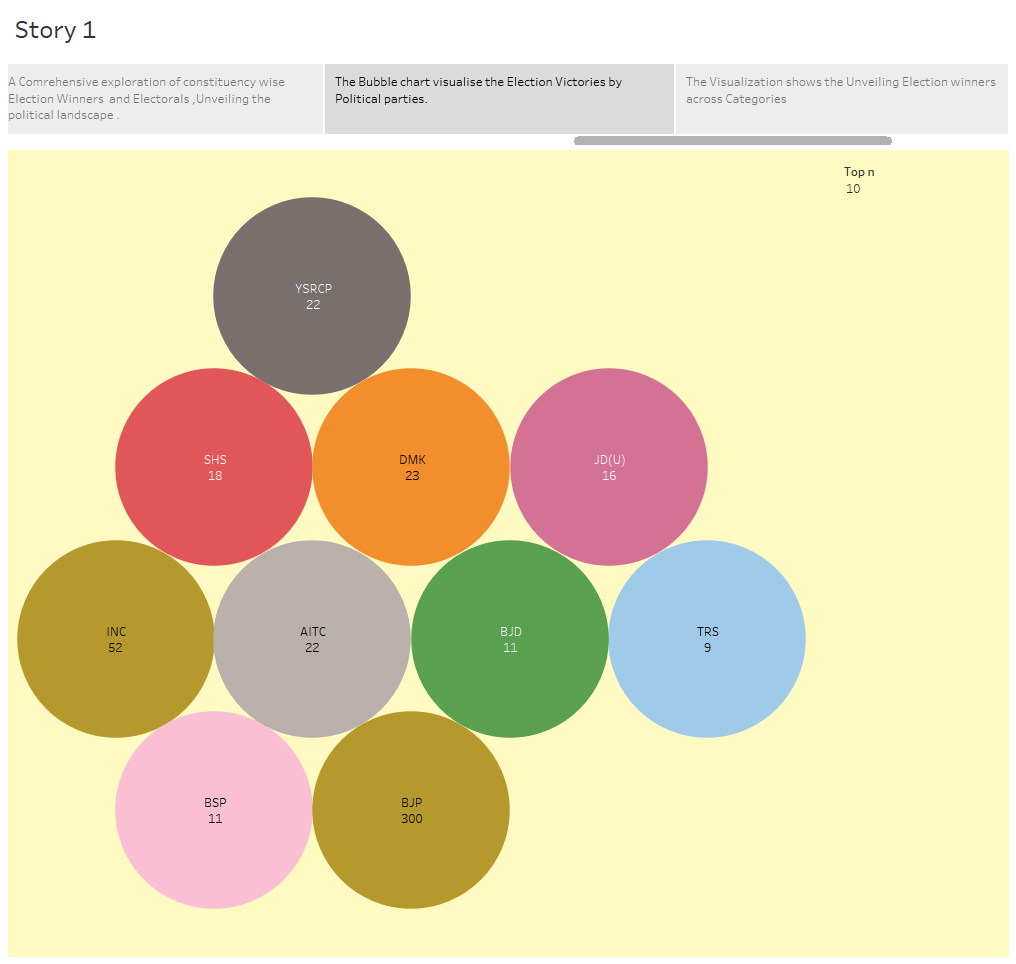 Story 1
A Comrehensive exploration of constituency wise
Election Winners  and Electorals ,Unveiling the
political landscape .
The Bubble chart visualise the Election Victories by
Political parties.
The Visualization shows the Unveiling Election winners
across Categories
Top n
10
YSRCP
22
SHS
18
DMK
23
JD(U)
16
INC
52
AITC
22
BJD
11
TRS
9
BSP
11
BJP
300